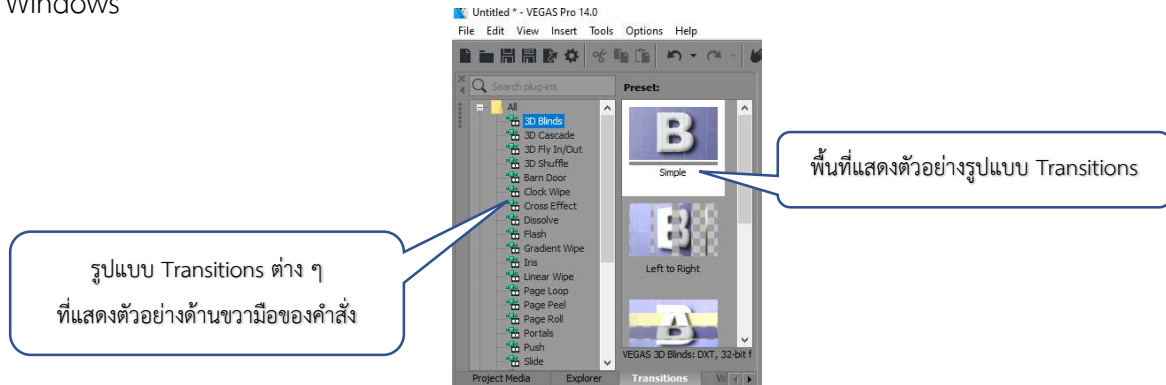 Windows
Untitled * - VEGAS Pro 14.0
File Edit View Insert Tools Options Help
Search plug-ins
Preset:
All
3D Blinds
3D Cascade
3D Fly In/Out
3D Shuffle
Barn Door
Clock Wipe
Cross Effect
Dissolve
Flash
Gradient Wipe
Iris
Linear Wipe
Page Loop
Page Peel
Page Roll
Portals
Push
Slide
Simple
Left to Right
VEGAS 3D Blinds: DXT, 32-bit f
Project Media Explorer Transitions
พื้นที่แสดงตัวอย่างรูปแบบ Transitions
รูปแบบ Transitions ต่าง ๆ
ที่แสดงตัวอย่างด้านขวามือของคำสั่ง